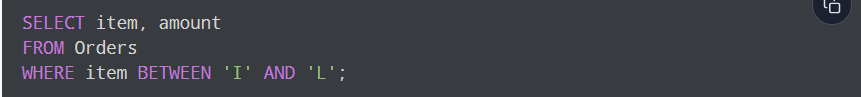 SELECT item, amount
FROM Orders
WHERE item BETWEEN 'I' AND 'L';